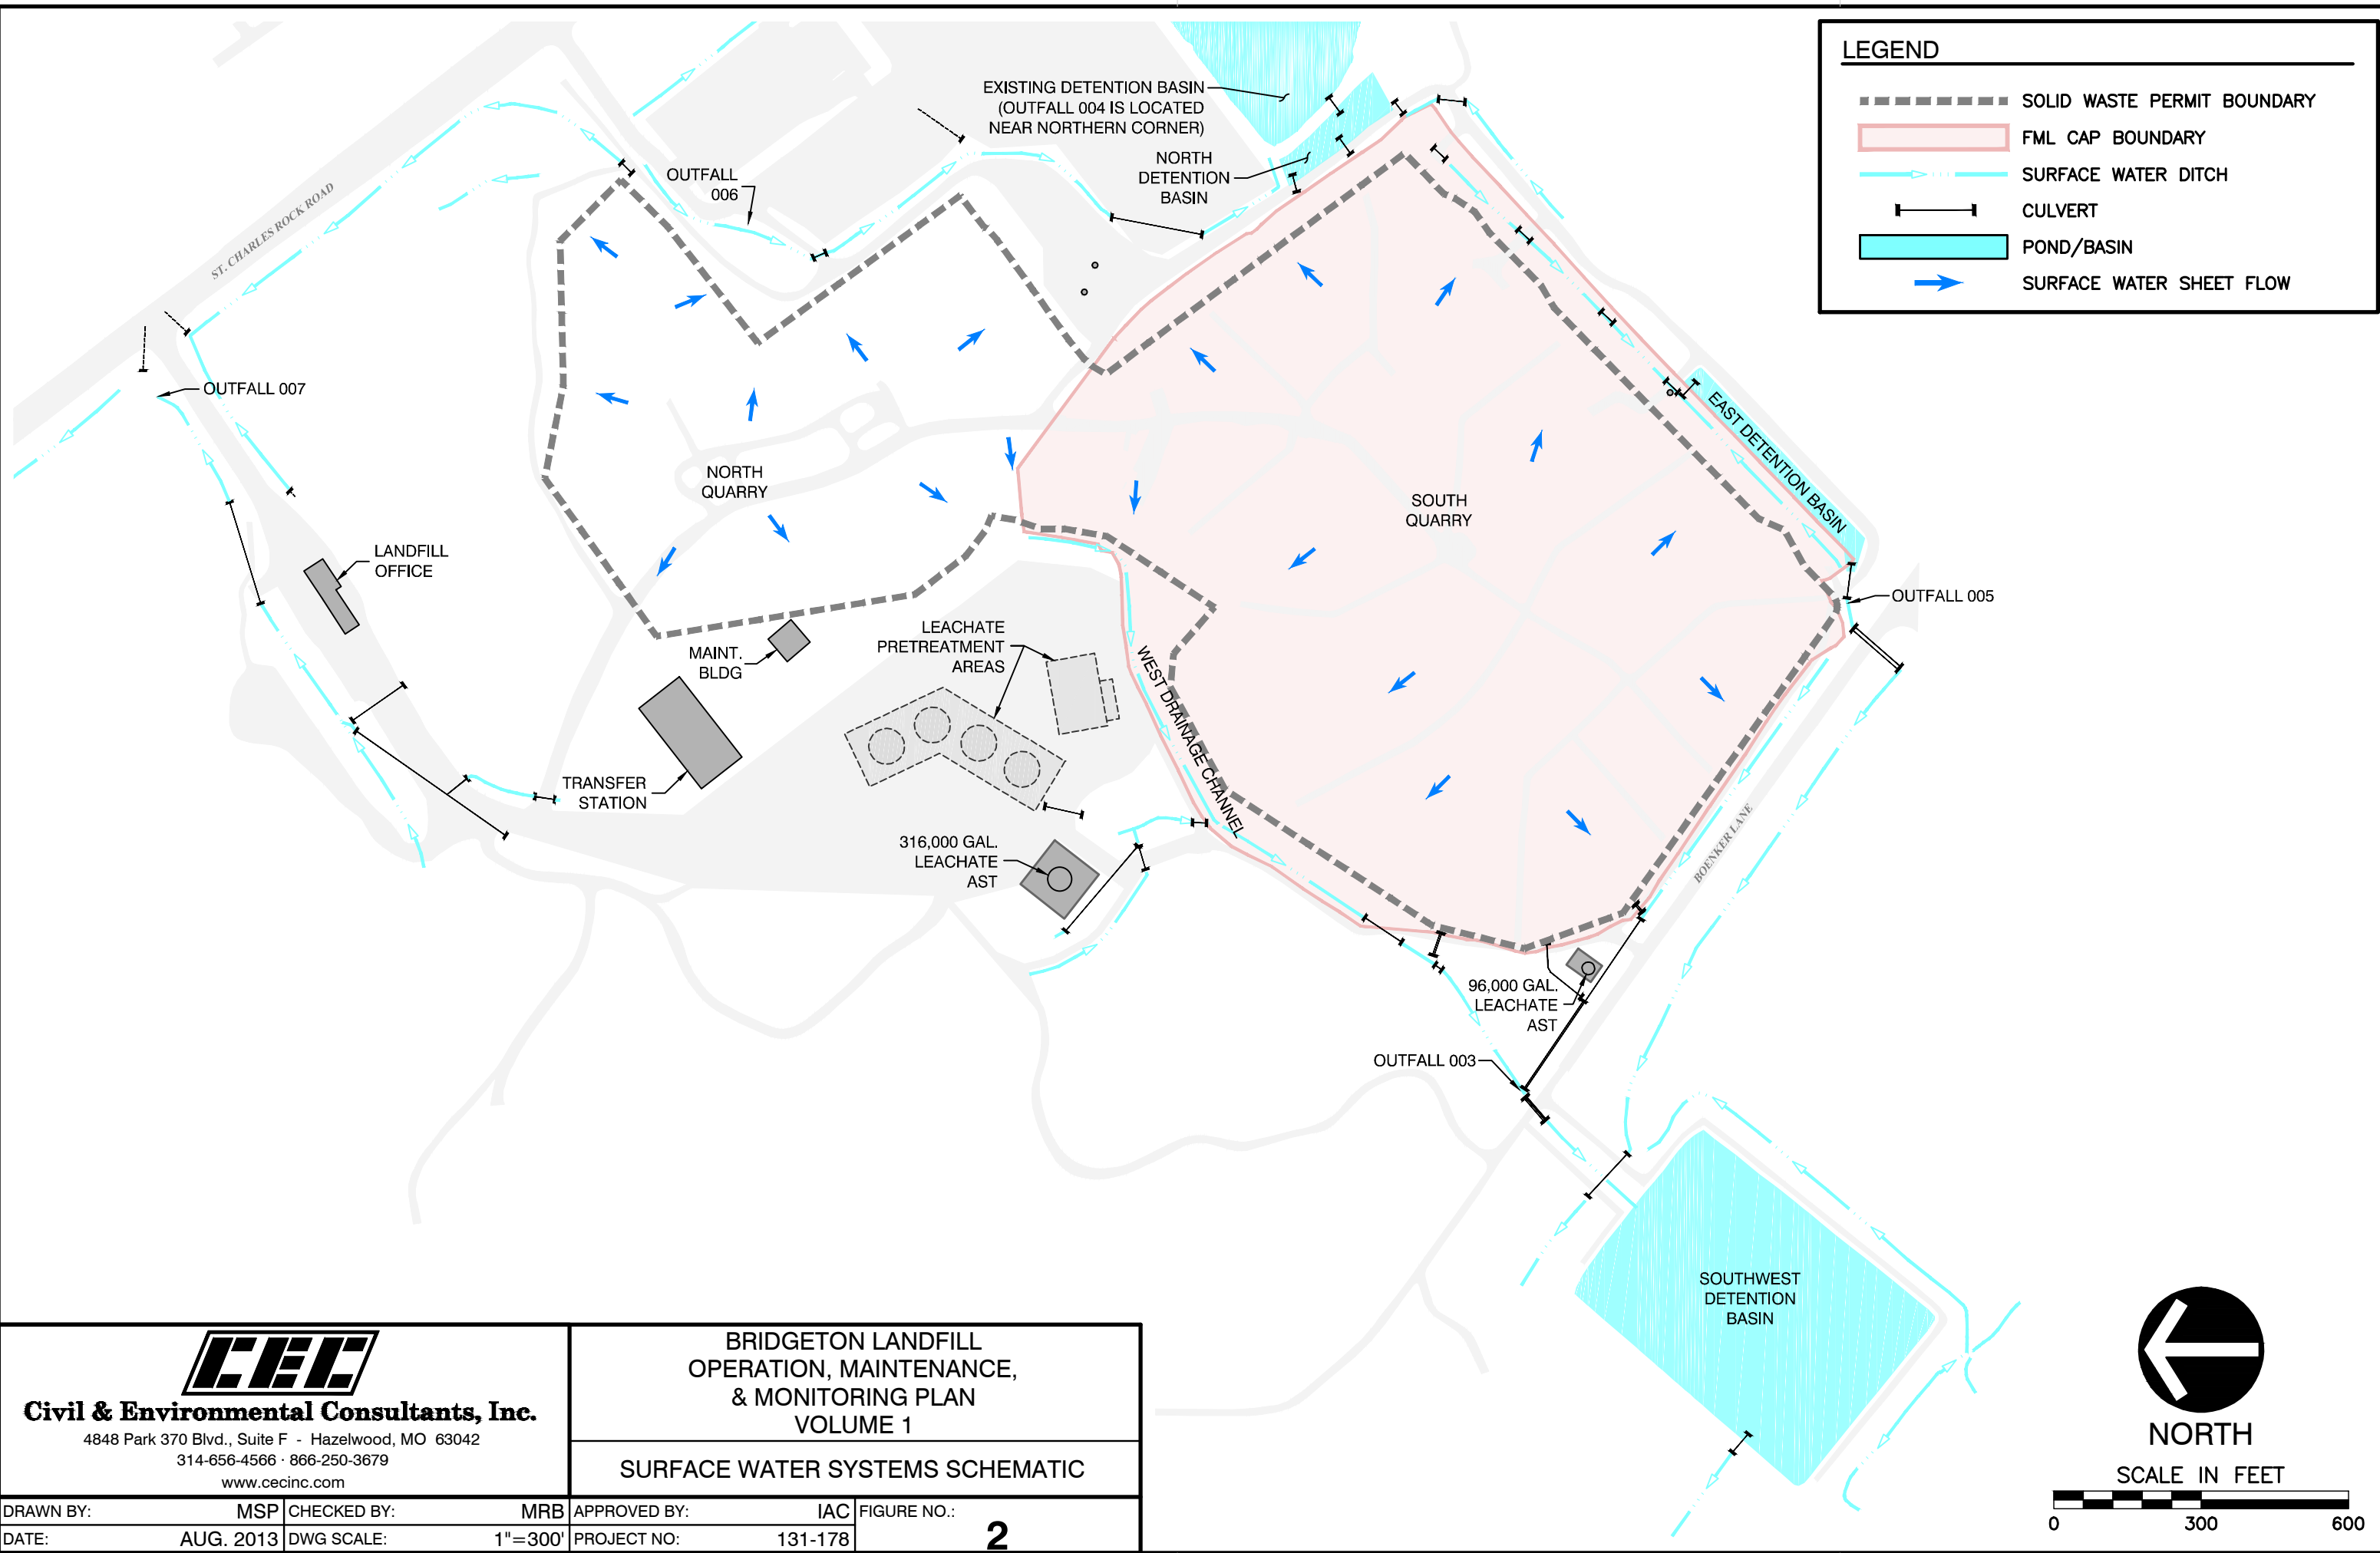 LEGEND
SOLID WASTE PERMIT BOUNDARY
FML CAP BOUNDARY
SURFACE WATER DITCH
CULVERT
POND/BASIN
SURFACE WATER SHEET FLOW
EXISTING DETENTION BASIN
(OUTFALL 004 IS LOCATED
NEAR NORTHERN CORNER)
NORTH
DETENTION
BASIN
OUTFALL
006
ST. CHARLES ROCK ROAD
OUTFALL 007
NORTH
QUARRY
SOUTH
QUARRY
EAST DETENTION BASIN
OUTFALL 005
LANDFILL
OFFICE
MAINT.
BLDG
LEACHATE
PRETREATMENT
AREAS
WEST DRAINAGE CHANNEL
TRANSFER
STATION
316,000 GAL.
LEACHATE
AST
BOENKER LANE
96,000 GAL.
LEACHATE
AST
OUTFALL 003
SOUTHWEST
DETENTION
BASIN
NORTH
SCALE IN FEET
0 300 600
CEC
Civil & Environmental Consultants, Inc.
4848 Park 370 Blvd., Suite F - Hazelwood, MO 63042
314-656-4566 · 866-250-3679
www.cecinc.com
BRIDGETON LANDFILL
OPERATION, MAINTENANCE,
& MONITORING PLAN
VOLUME 1
SURFACE WATER SYSTEMS SCHEMATIC
DRAWN BY: MSP CHECKED BY: MRB APPROVED BY: IAC FIGURE NO.:
DATE: AUG. 2013 DWG SCALE: 1"=300' PROJECT NO: 131-178 2